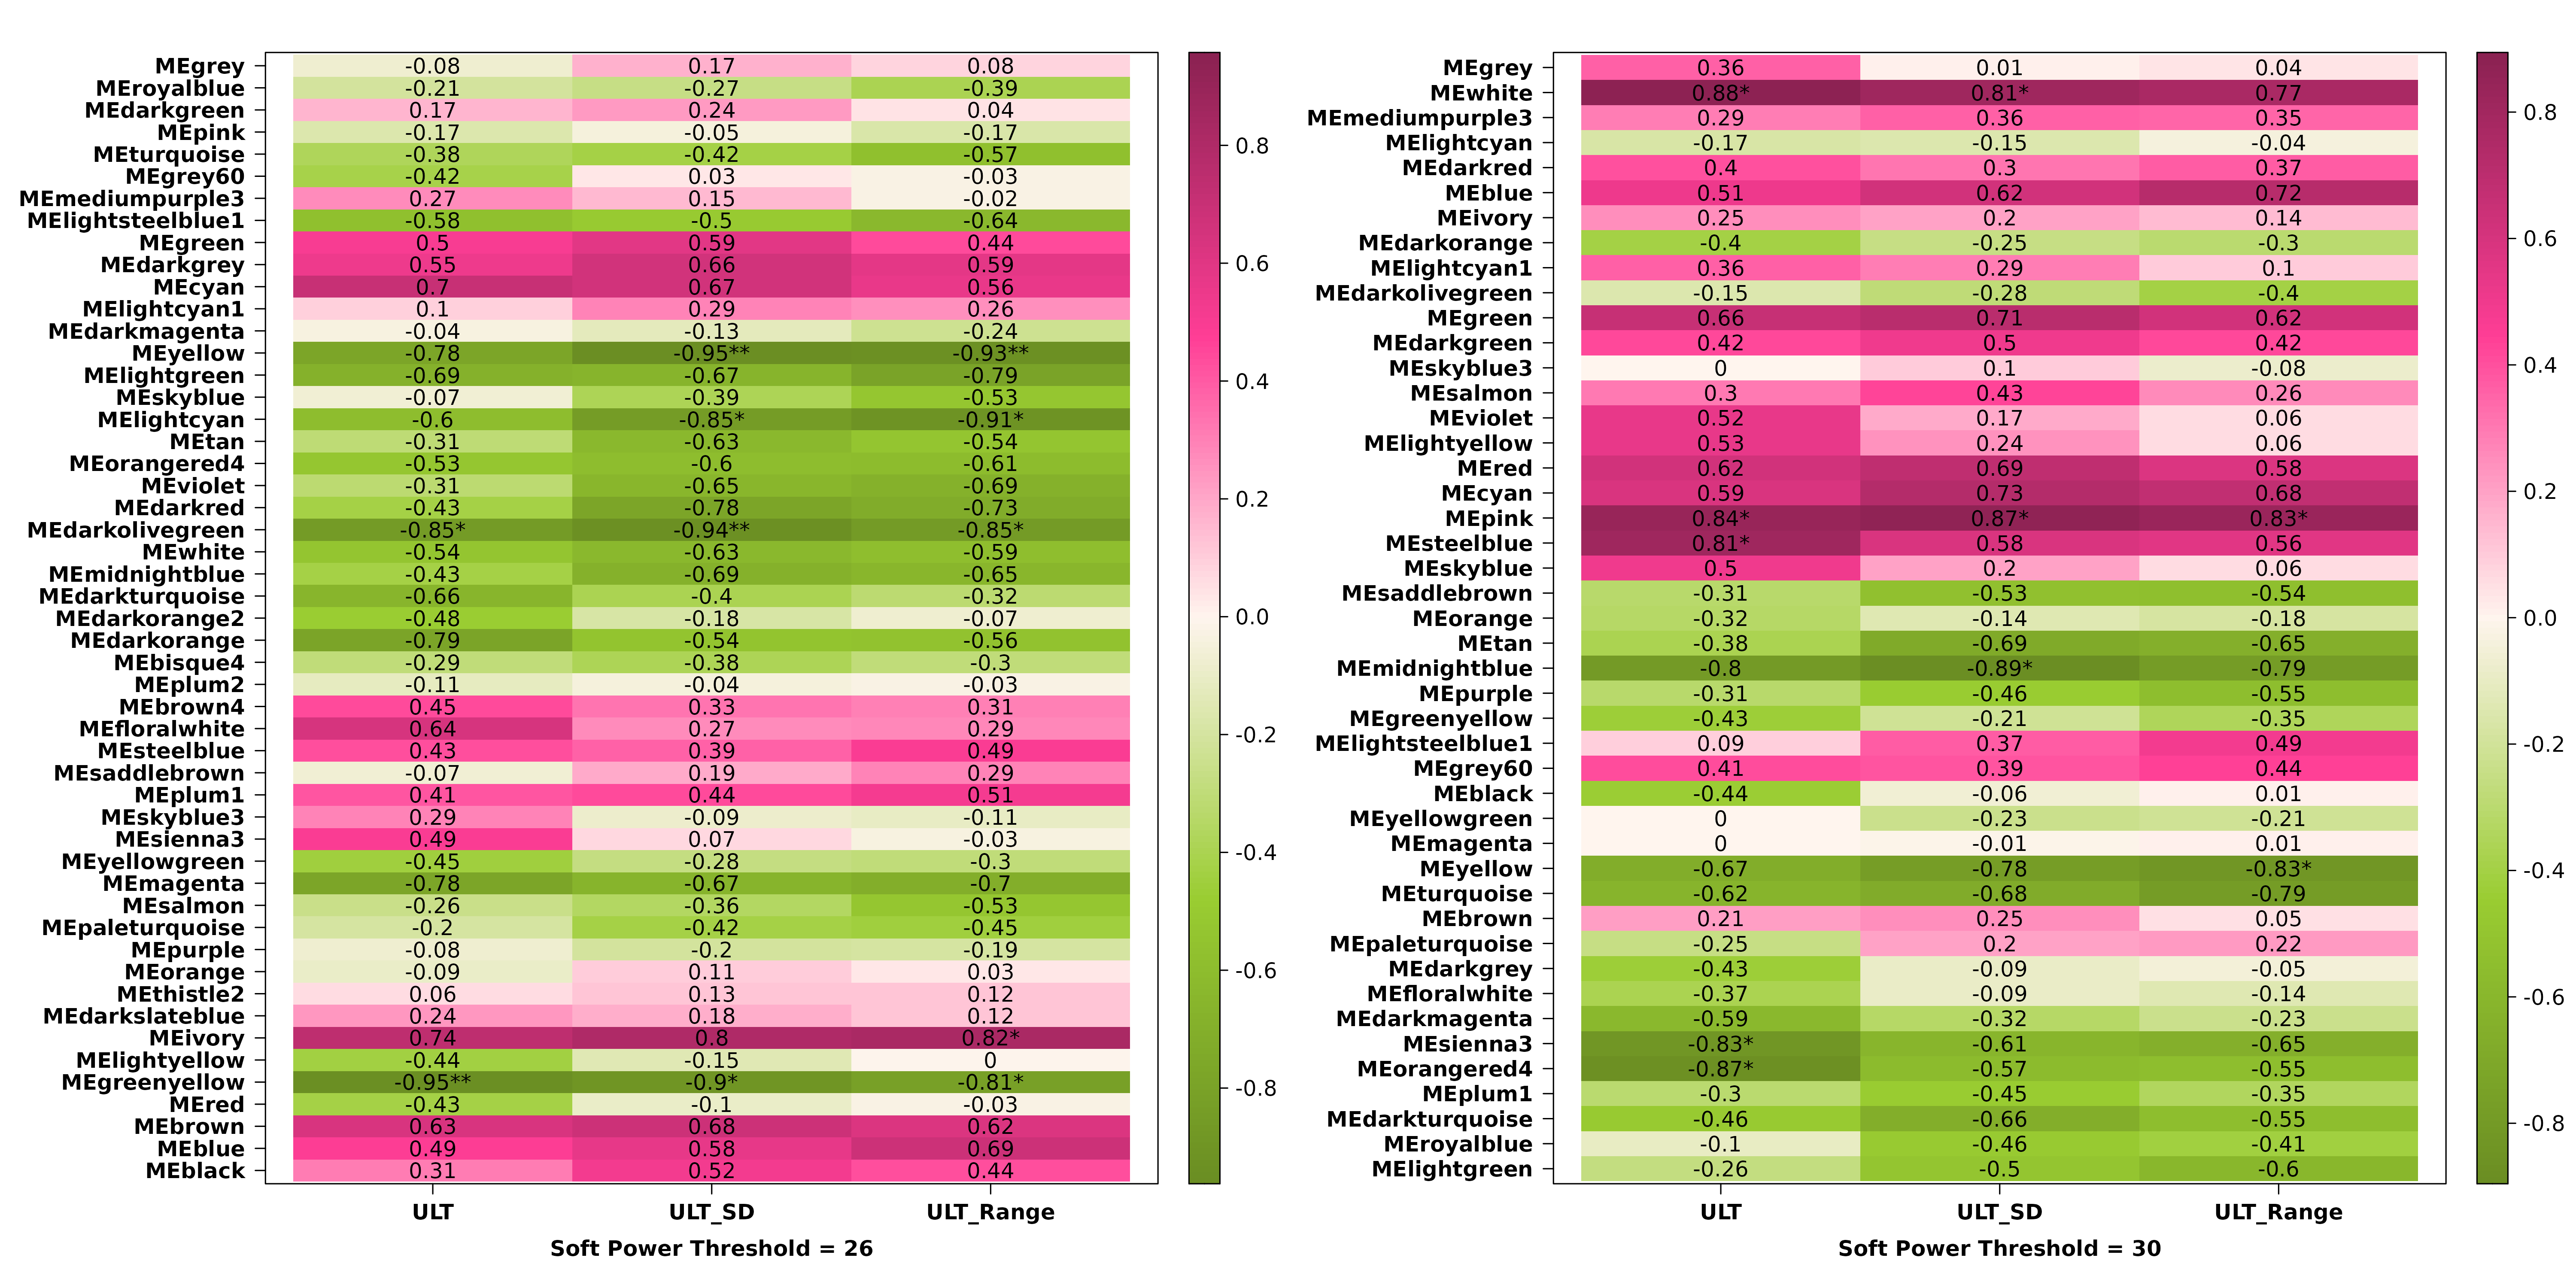 MEgrey -0.08 0.17 0.08
MEroyalblue -0.21 -0.27 -0.39
MEdarkgreen 0.17 0.24 0.04
MEpink -0.17 -0.05 -0.17
MEturquoise -0.38 -0.42 -0.57
MEgrey60 -0.42 0.03 -0.03
MEmediumpurple3 0.27 0.15 -0.02
MElightsteelblue1 -0.58 -0.5 -0.64
MEgreen 0.5 0.59 0.44
MEdarkgrey 0.55 0.66 0.59
MEcyan 0.7 0.67 0.56
MElightcyan1 0.1 0.29 0.26
MEdarkmagenta -0.04 -0.13 -0.24
MEyellow -0.78 -0.95** -0.93**
MElightgreen -0.69 -0.67 -0.79
MEskyblue -0.07 -0.39 -0.53
MElightcyan -0.6 -0.85* -0.91*
MEtan -0.31 -0.63 -0.54
MEorangered4 -0.53 -0.6 -0.61
MEviolet -0.31 -0.65 -0.69
MEdarkred -0.43 -0.78 -0.73
MEdarkolivegreen -0.85* -0.94** -0.85*
MEwhite -0.54 -0.63 -0.59
MEmidnightblue -0.43 -0.69 -0.65
MEdarkturquoise -0.66 -0.4 -0.32
MEdarkorange2 -0.48 -0.18 -0.07
MEdarkorange -0.79 -0.54 -0.56
MEbisque4 -0.29 -0.38 -0.3
MEplum2 -0.11 -0.04 -0.03
MEbrown4 0.45 0.33 0.31
MEfloralwhite 0.64 0.27 0.29
MEsteelblue 0.43 0.39 0.49
MEsaddlebrown -0.07 0.19 0.29
MEplum1 0.41 0.44 0.51
MEskyblue3 0.29 -0.09 -0.11
MEsienna3 0.49 0.07 -0.03
MEyellowgreen -0.45 -0.28 -0.3
MEmagenta -0.78 -0.67 -0.7
MEsalmon -0.26 -0.36 -0.53
MEpaleturquoise -0.2 -0.42 -0.45
MEpurple -0.08 -0.2 -0.19
MEorange -0.09 0.11 0.03
MEthistle2 0.06 0.13 0.12
MEdarkslateblue 0.24 0.18 0.12
MEivory 0.74 0.8 0.82*
MElightyellow -0.44 -0.15 0
MEgreenyellow -0.95** -0.9* -0.81*
MEred -0.43 -0.1 -0.03
MEbrown 0.63 0.68 0.62
MEblue 0.49 0.58 0.69
MEblack 0.31 0.52 0.44
ULT ULT_SD ULT_Range
Soft Power Threshold = 26
0.8
0.6
0.4
0.2
0.0
-0.2
-0.4
-0.6
-0.8
MEgrey 0.36 0.01 0.04
MEwhite 0.88* 0.81* 0.77
MEmediumpurple3 0.29 0.36 0.35
MElightcyan -0.17 -0.15 -0.04
MEdarkred 0.4 0.3 0.37
MEblue 0.51 0.62 0.72
MEivory 0.25 0.2 0.14
MEdarkorange -0.4 -0.25 -0.3
MElightcyan1 0.36 0.29 0.1
MEdarkolivegreen -0.15 -0.28 -0.4
MEgreen 0.66 0.71 0.62
MEdarkgreen 0.42 0.5 0.42
MEskyblue3 0 0.1 -0.08
MEsalmon 0.3 0.43 0.26
MEviolet 0.52 0.17 0.06
MElightyellow 0.53 0.24 0.06
MEred 0.62 0.69 0.58
MEcyan 0.59 0.73 0.68
MEpink 0.84* 0.87* 0.83*
MEsteelblue 0.81* 0.58 0.56
MEskyblue 0.5 0.2 0.06
MEsaddlebrown -0.31 -0.53 -0.54
MEorange -0.32 -0.14 -0.18
MEtan -0.38 -0.69 -0.65
MEmidnightblue -0.8 -0.89* -0.79
MEpurple -0.31 -0.46 -0.55
MEgreenyellow -0.43 -0.21 -0.35
MElightsteelblue1 0.09 0.37 0.49
MEgrey60 0.41 0.39 0.44
MEblack -0.44 -0.06 0.01
MEyellowgreen 0 -0.23 -0.21
MEmagenta 0 -0.01 0.01
MEyellow -0.67 -0.78 -0.83*
MEturquoise -0.62 -0.68 -0.79
MEbrown 0.21 0.25 0.05
MEpaleturquoise -0.25 0.2 0.22
MEdarkgrey -0.43 -0.09 -0.05
MEfloralwhite -0.37 -0.09 -0.14
MEdarkmagenta -0.59 -0.32 -0.23
MEsienna3 -0.83* -0.61 -0.65
MEorangered4 -0.87* -0.57 -0.55
MEplum1 -0.3 -0.45 -0.35
MEdarkturquoise -0.46 -0.66 -0.55
MEroyalblue -0.1 -0.46 -0.41
MElightgreen -0.26 -0.5 -0.6
ULT ULT_SD ULT_Range
Soft Power Threshold = 30
0.8
0.6
0.4
0.2
0.0
-0.2
-0.4
-0.6
-0.8